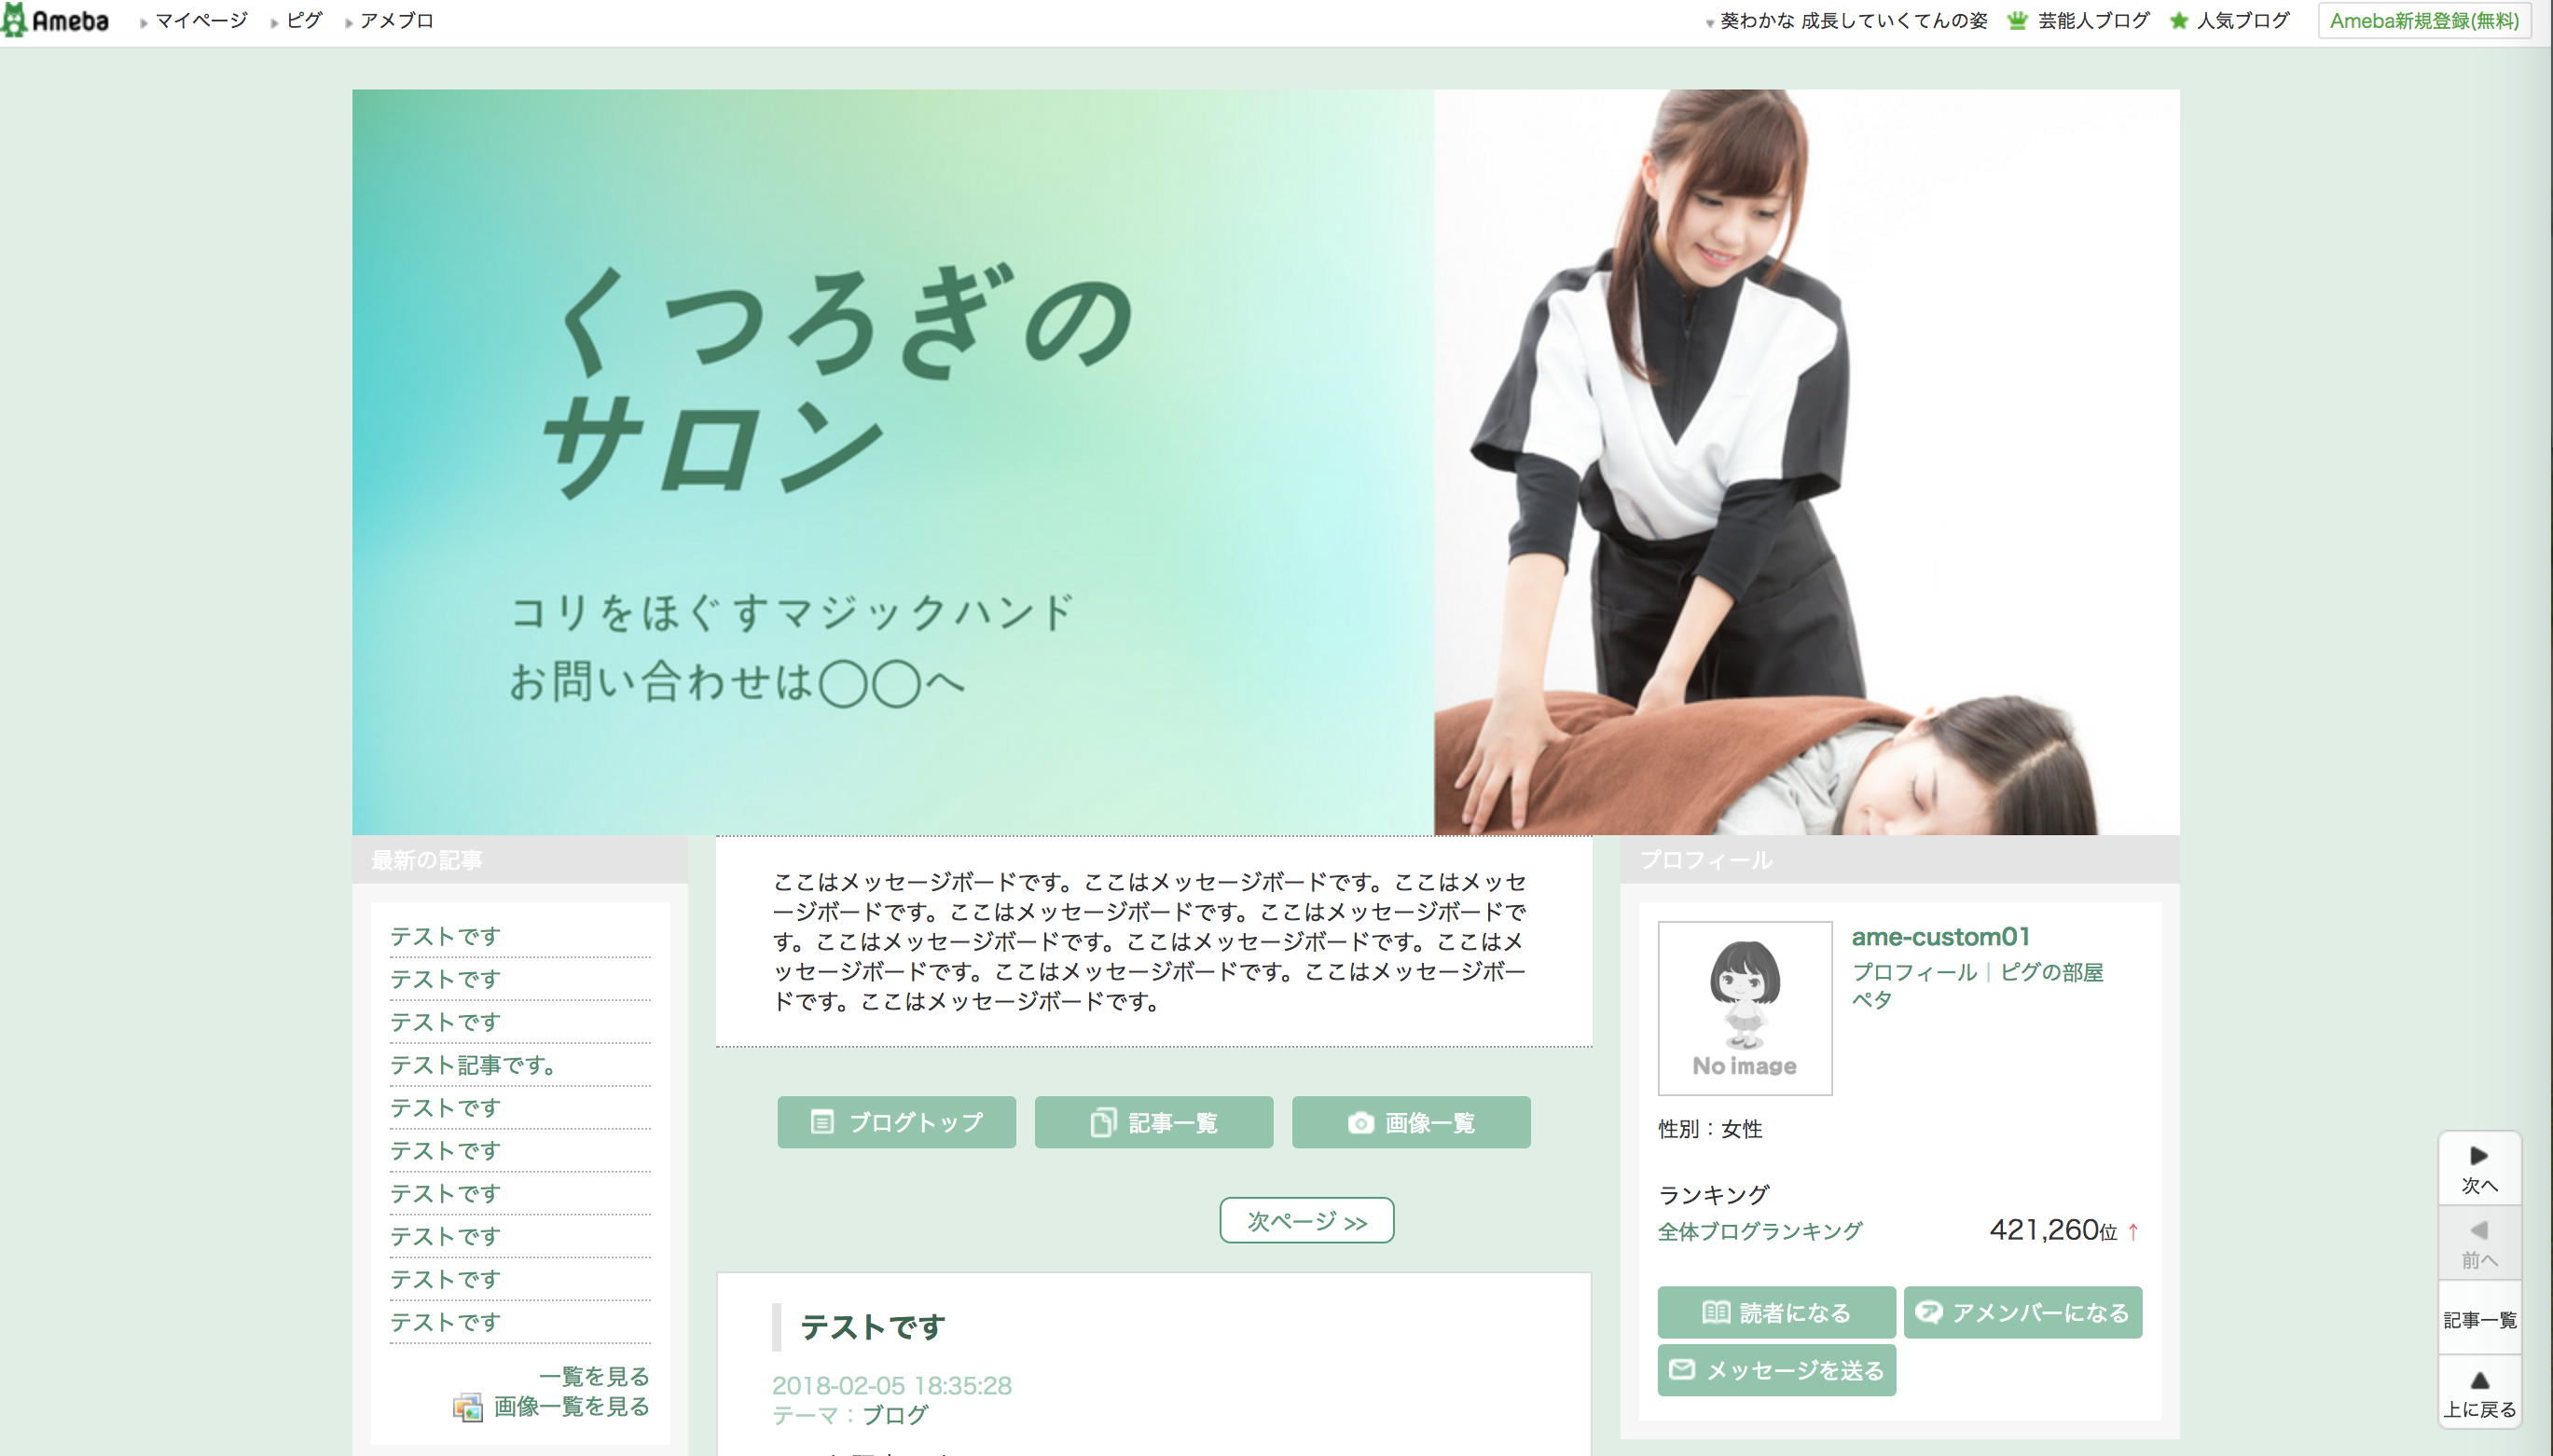 Ameba
マイページ
ピグ
アメブロ
葵わかな 成長していくてんの姿
芸能人ブログ
人気ブログ
Ameba新規登録(無料)
くつろぎの
サロン
コリをほぐすマジックハンド
お問い合わせは◯◯へ
最新の記事
テストです
テストです
テストです
テスト記事です。
テストです
テストです
テストです
テストです
テストです
テストです
一覧を見る
画像一覧を見る
ここはメッセージボードです。ここはメッセージボードです。ここはメッセ
ージボードです。ここはメッセージボードです。ここはメッセージボードで
す。ここはメッセージボードです。ここはメッセージボードです。ここはメ
ッセージボードです。ここはメッセージボードです。ここはメッセージボー
ドです。ここはメッセージボードです。
ブログトップ
記事一覧
画像一覧
次ページ >>
テストです
2018-02-05 18:35:28
テーマ：ブログ
プロフィール
No image
ame-custom01
プロフィール｜ピグの部屋
ペタ
性別：女性
ランキング
全体ブログランキング
421,260位 ↑
読者になる
アメンバーになる
メッセージを送る
次へ
前へ
記事一覧
上に戻る